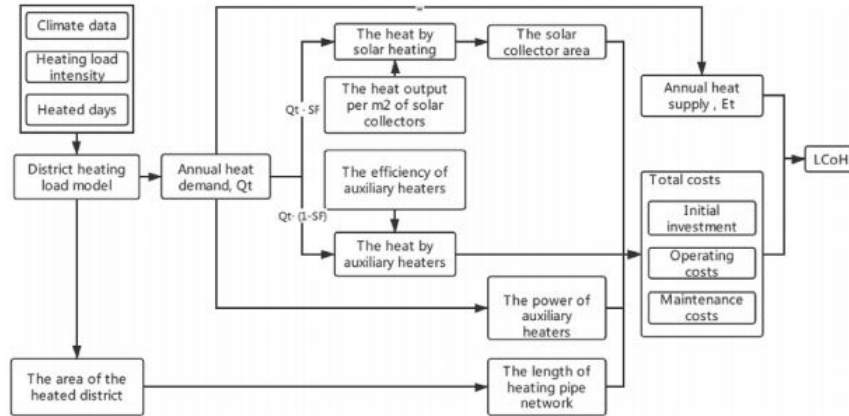 Climate data
Heating load
intensity
Heated days
District heating
load model
The area of the
heated district
Annual heat
demand, Qt
=
Qt · SF
Qt· (1-SF)
The heat by
solar heating
The heat output
per m2 of solar
collectors
The efficiency of
auxiliary heaters
The heat by
auxiliary heaters
The solar
collector area
The power of
auxiliary
heaters
The length of
heating pipe
network
Annual heat
supply , Et
Total costs
Initial
investment
Operating
costs
Maintenance
costs
LCoH